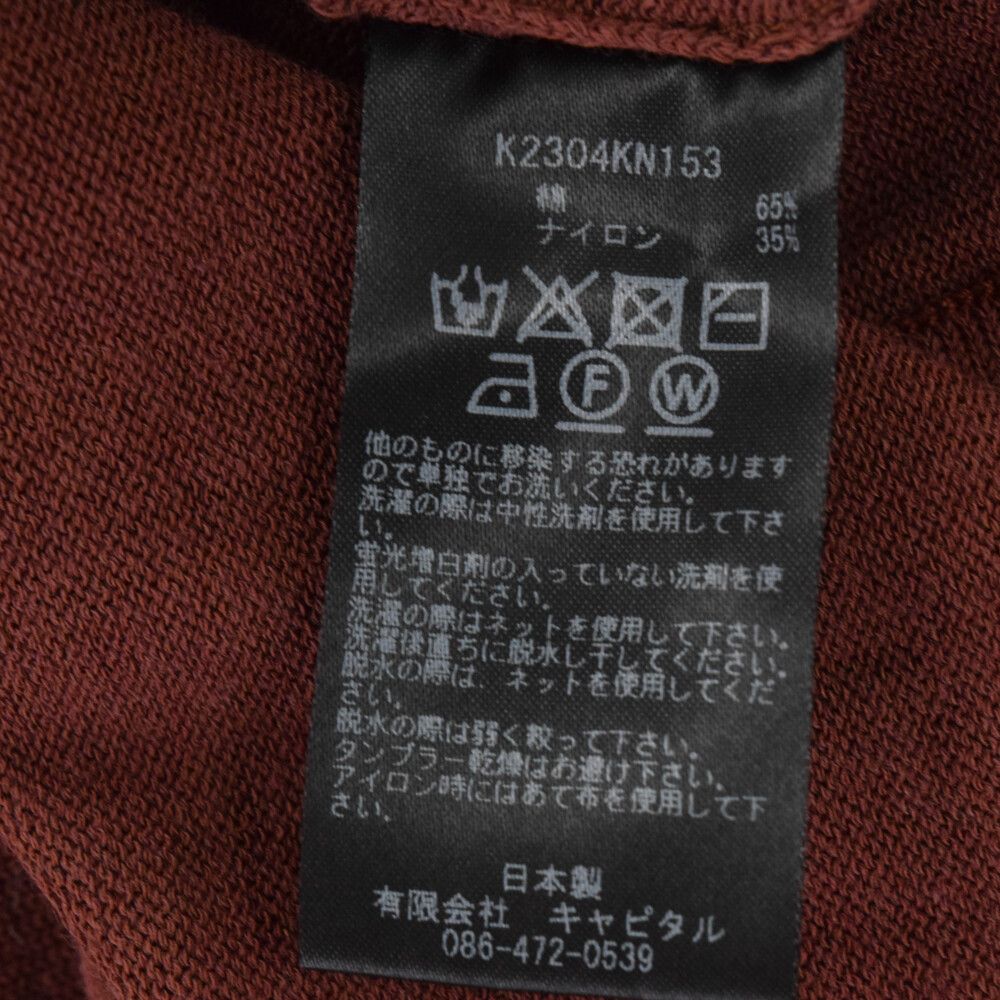 K2304KN153
綿 65%
ナイロン 35%
F W
他のものに移染する恐れがあります
ので単独でお洗いください。
洗濯の際は中性洗剤を使用して下さ
い。
蛍光増白剤の入っていない洗剤を使
用してください。
洗濯の際はネットを使用して下さい。
洗濯後直ちに脱水し干してください。
脱水の際は、ネットを使用してくだ
さい。
脱水の際は弱く絞って下さい。
タンブラー乾燥はお避け下さい。
アイロン時にはあて布を使用して下
さい。
日本製
有限会社 キャピタル
086-472-0539